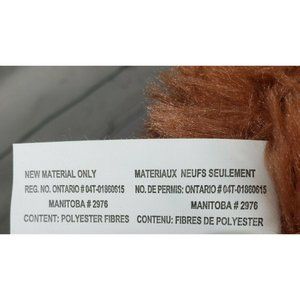 NEW MATERIAL ONLY MATERIAUX NEUFS SEULEMENT
REG. NO. ONTARIO # 04T-01860615 NO. DE PERMIS: ONTARIO # 04T-01860615
MANITOBA # 2976 MANITOBA # 2976
CONTENT: POLYESTER FIBRES CONTENU: FIBRES DE POLYESTER